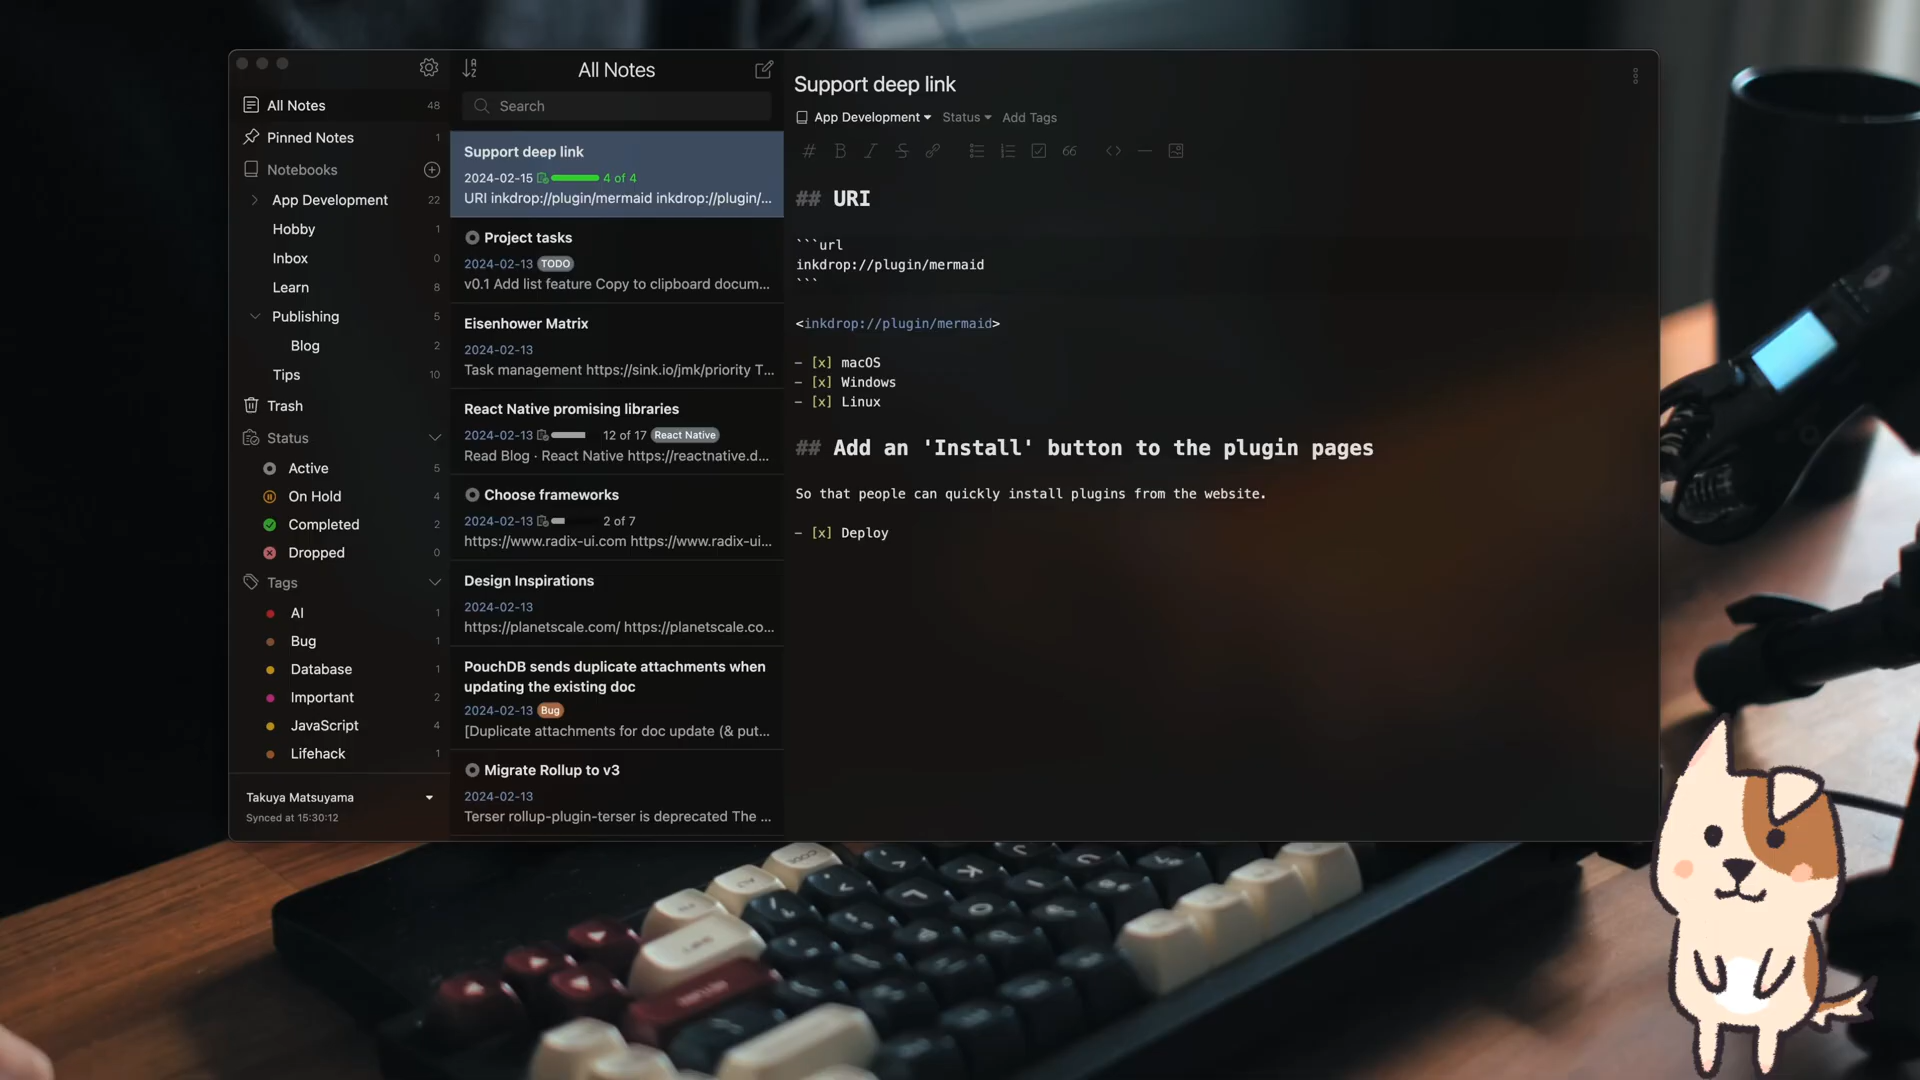 All Notes 48
Pinned Notes 1
Notebooks
App Development 22
Hobby 1
Inbox 0
Learn 8
Publishing 5
Blog 2
Tips 10
Trash
Status
Active 5
On Hold 4
Completed 2
Dropped 0
Tags
AI 1
Bug 1
Database 1
Important 2
JavaScript 4
Lifehack 1
Takuya Matsuyama
Synced at 15:30:12
All Notes
Search
Support deep link
2024-02-15 4 of 4
URI inkdrop://plugin/mermaid inkdrop://plugin/...
Project tasks
2024-02-13 TODO
v0.1 Add list feature Copy to clipboard docum...
Eisenhower Matrix
2024-02-13
Task management https://sink.io/jmk/priority T...
React Native promising libraries
2024-02-13 12 of 17 React Native
Read Blog · React Native https://reactnative.d...
Choose frameworks
2024-02-13 2 of 7
https://www.radix-ui.com https://www.radix-ui...
Design Inspirations
2024-02-13
https://planetscale.com/ https://planetscale.co...
PouchDB sends duplicate attachments when
updating the existing doc
2024-02-13 Bug
[Duplicate attachments for doc update (& put...
Migrate Rollup to v3
2024-02-13
Terser rollup-plugin-terser is deprecated The ...
Support deep link
App Development Status Add Tags
## URI
```url
inkdrop://plugin/mermaid
```
<inkdrop://plugin/mermaid>
- [x] macOS
- [x] Windows
- [x] Linux
## Add an 'Install' button to the plugin pages
So that people can quickly install plugins from the website.
- [x] Deploy